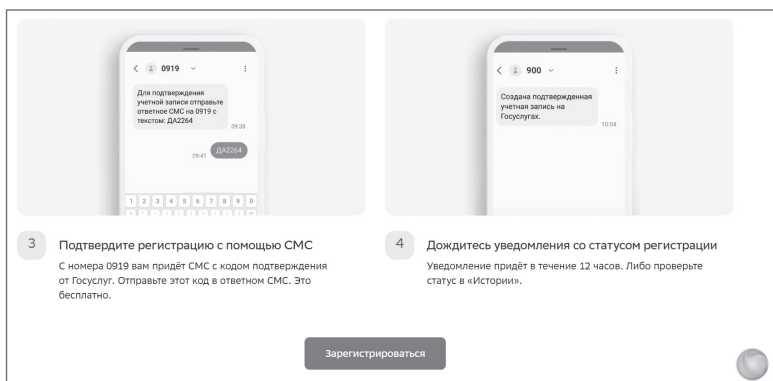 0919
Для подтверждения
учетной записи отправьте
ответное СМС на 0919 с
текстом: ДА2264
09:38
09:41
ДА2264
1 2 3 4 5 6 7 8 9 0
900
Создана подтвержденная
учетная запись на
Госуслугах.
10:04
3
Подтвердите регистрацию с помощью СМС
С номера 0919 вам придёт СМС с кодом подтверждения
от Госуслуг. Отправьте этот код в ответном СМС. Это
бесплатно.
4
Дождитесь уведомления со статусом регистрации
Уведомление придёт в течение 12 часов. Либо проверьте
статус в «Истории».
Зарегистрироваться